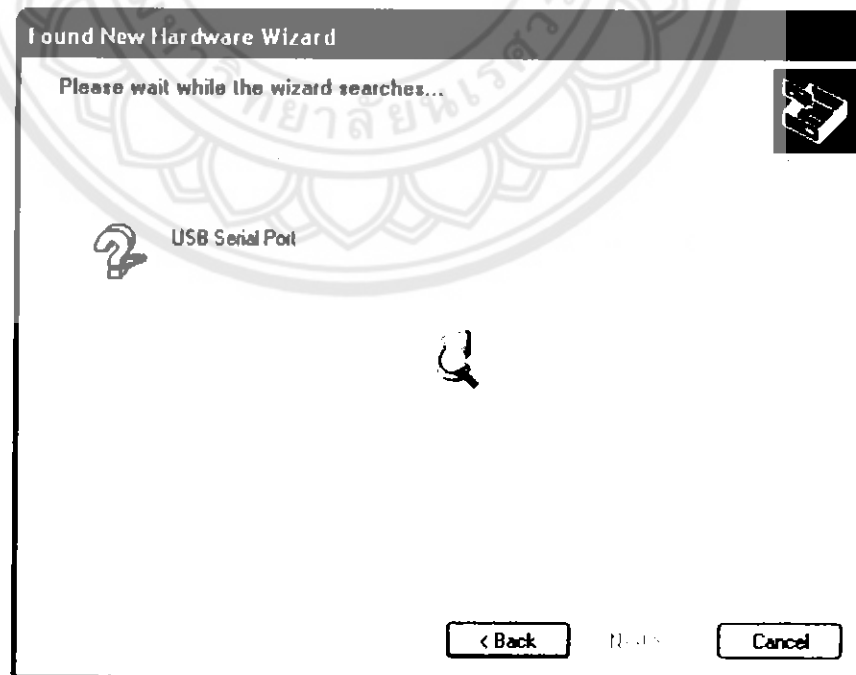 Found New Hardware Wizard
Please wait while the wizard searches...
USB Serial Port
< Back
Cancel